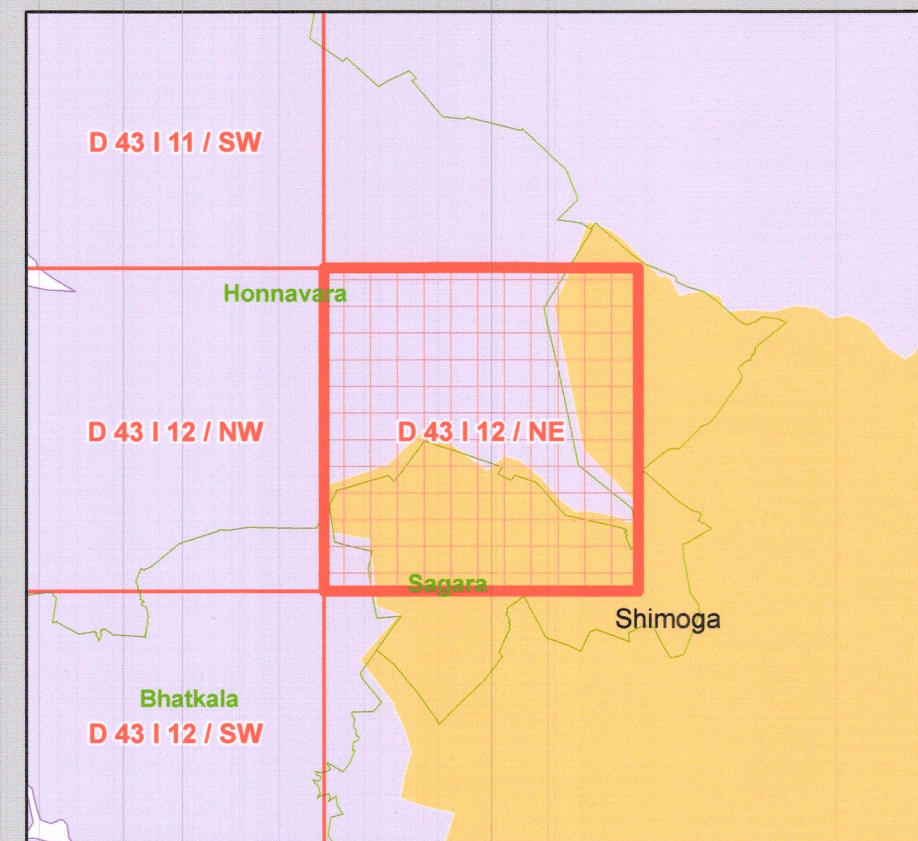 D 43 I 11 / SW
Honnavara
D 43 I 12 / NW
D 43 I 12 / NE
Sagara
Shimoga
Bhatkala
D 43 I 12 / SW